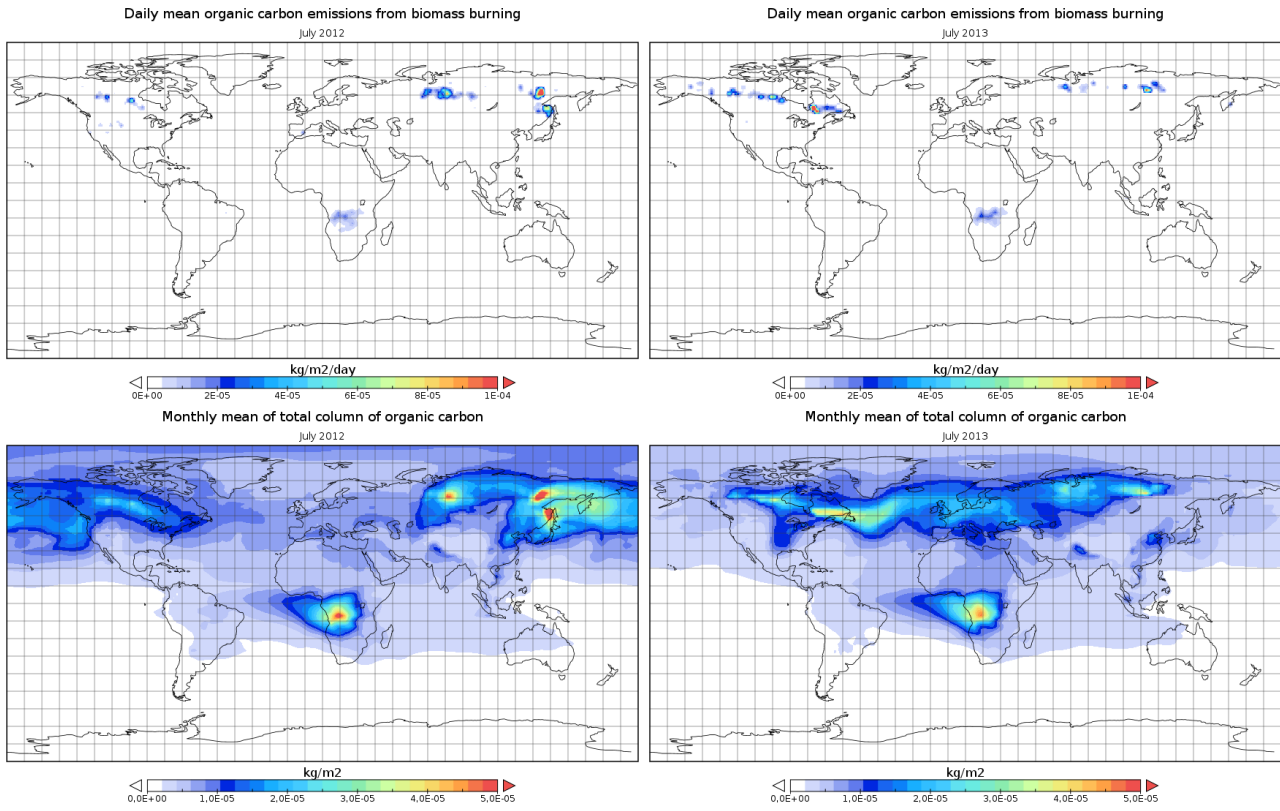 Daily mean organic carbon emissions from biomass burning
July 2012
kg/m2/day
0E+00 2E-05 4E-05 6E-05 8E-05 1E-04
Daily mean organic carbon emissions from biomass burning
July 2013
kg/m2/day
0E+00 2E-05 4E-05 6E-05 8E-05 1E-04
Monthly mean of total column of organic carbon
July 2012
kg/m2
0,0E+00 1,0E-05 2,0E-05 3,0E-05 4,0E-05 5,0E-05
Monthly mean of total column of organic carbon
July 2013
kg/m2
0,0E+00 1,0E-05 2,0E-05 3,0E-05 4,0E-05 5,0E-05